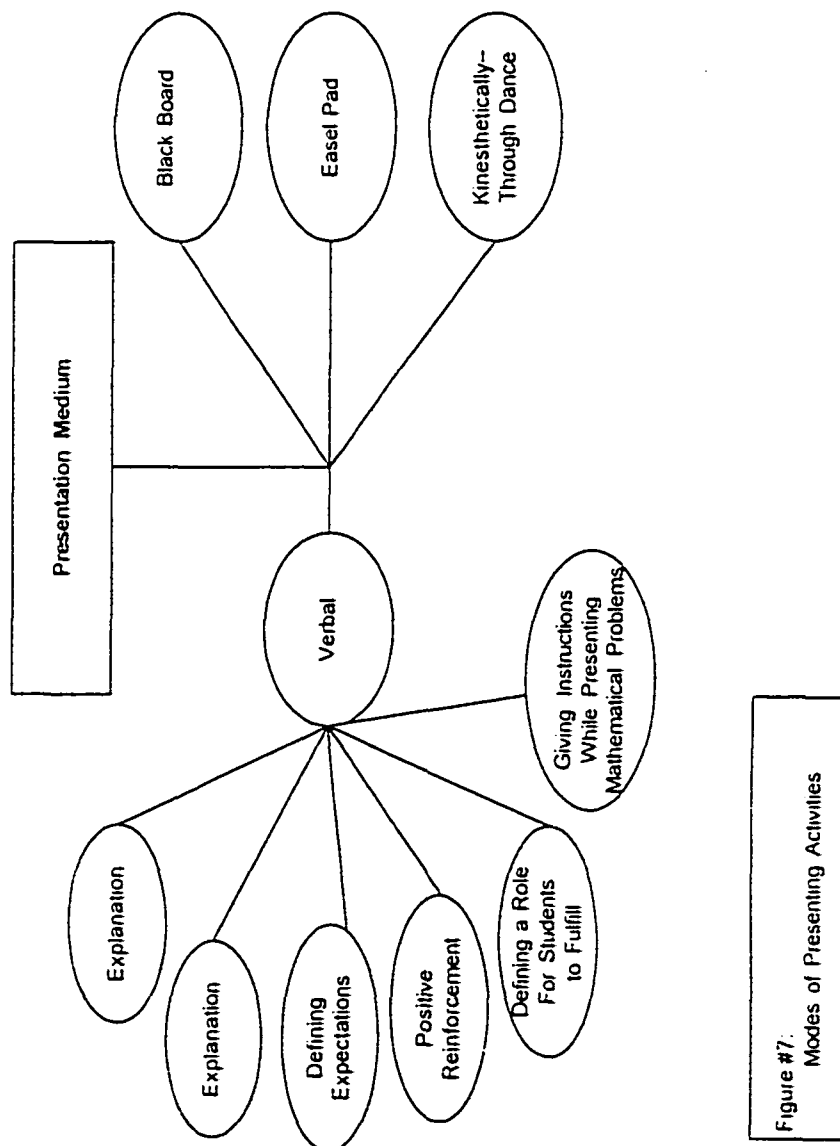 Presentation Medium
Explanation
Explanation
Defining
Expectations
Positive
Reinforcement
Defining a Role
For Students
to Fulfill
Giving Instructions
While Presenting
Mathematical Problems
Verbal
Black Board
Easel Pad
Kinesthetically–
Through Dance
Figure #7:
Modes of Presenting Activities